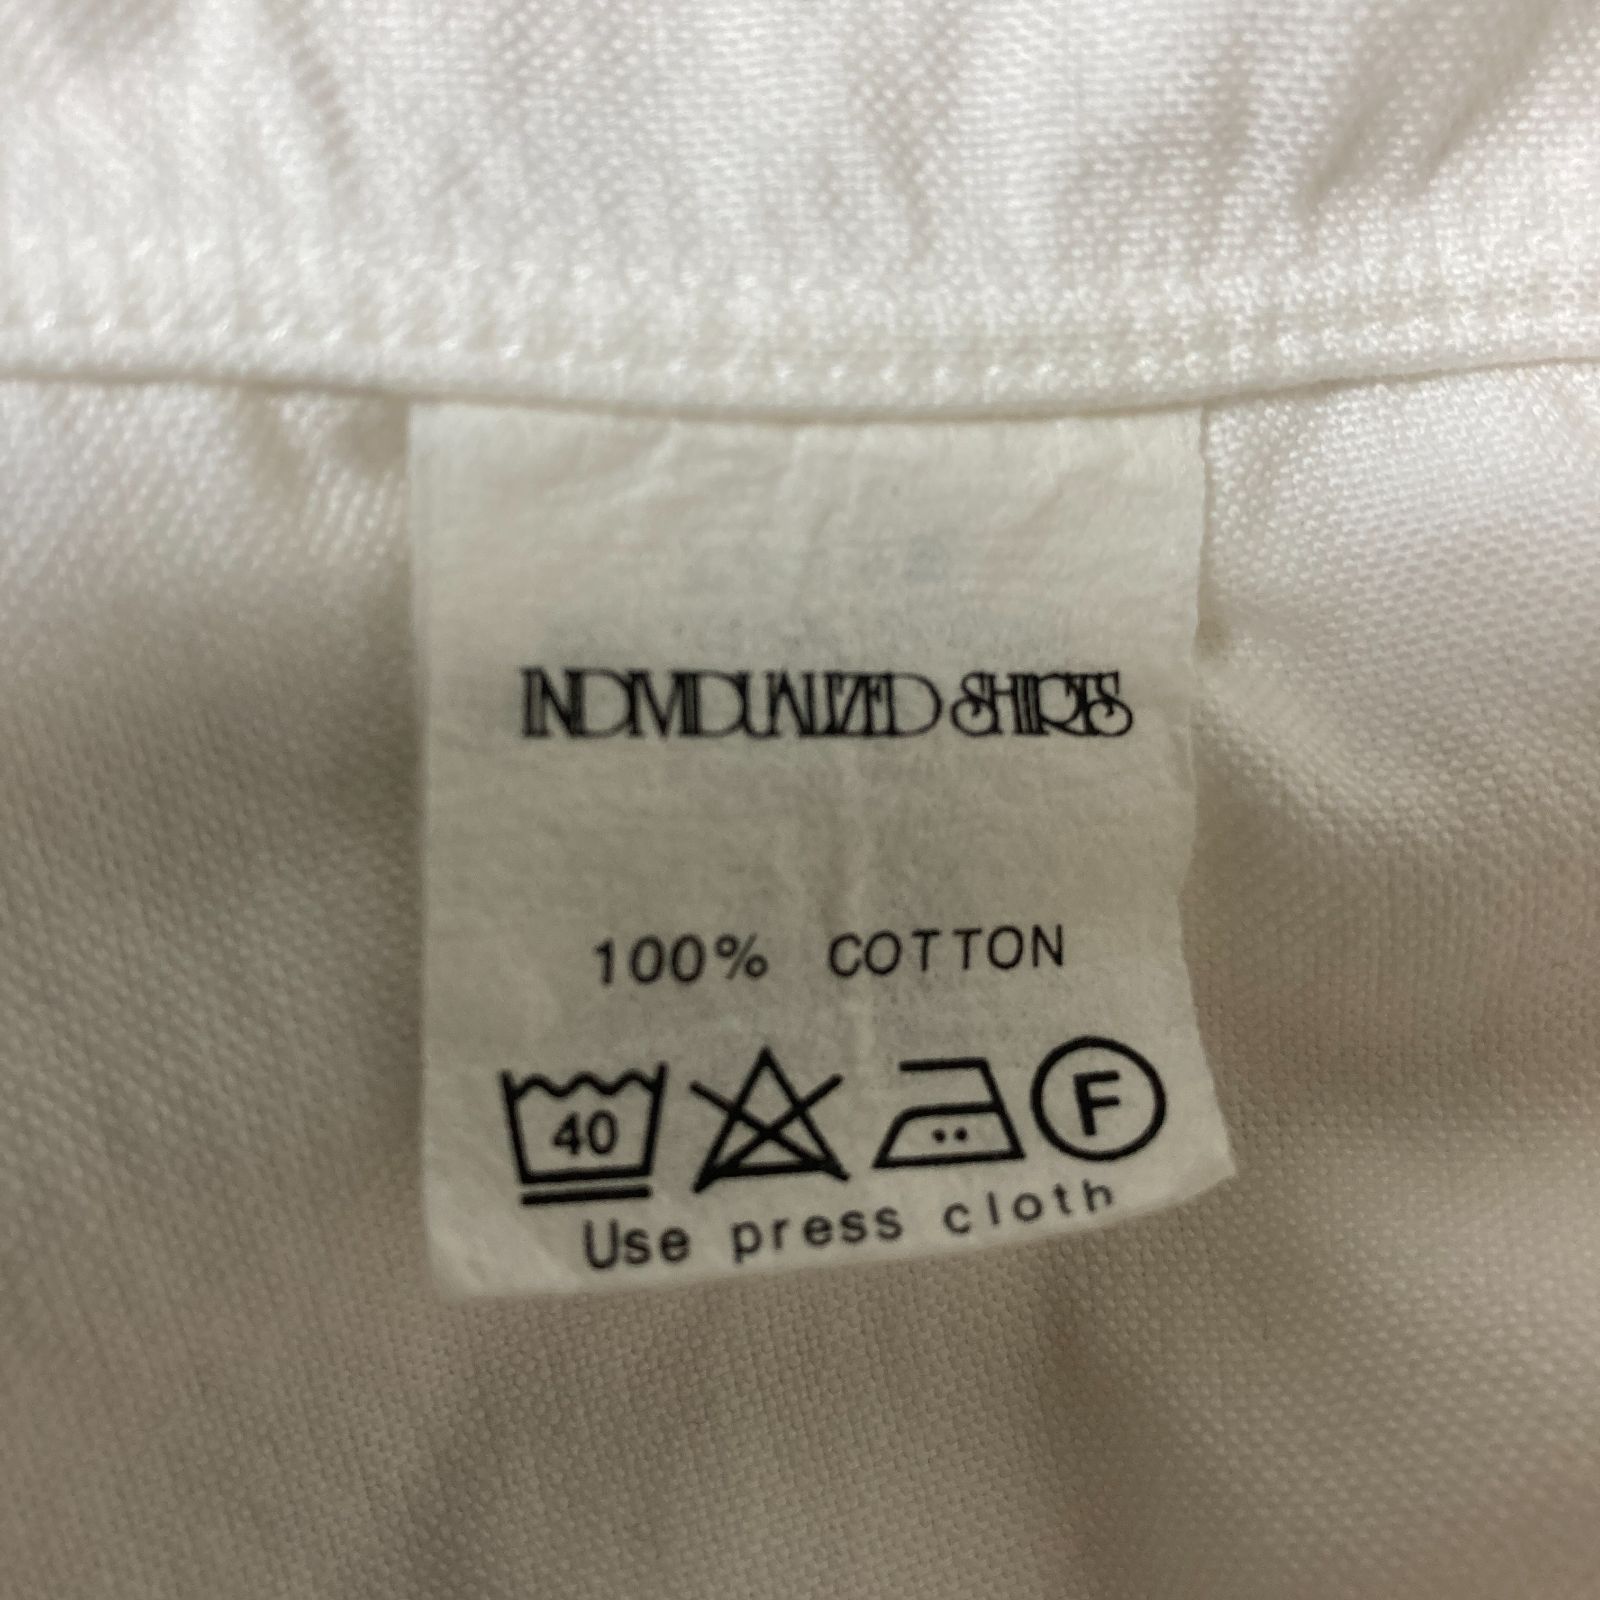 INDIVIDUALIZED SHIRTS
100% COTTON
40 F
Use press cloth